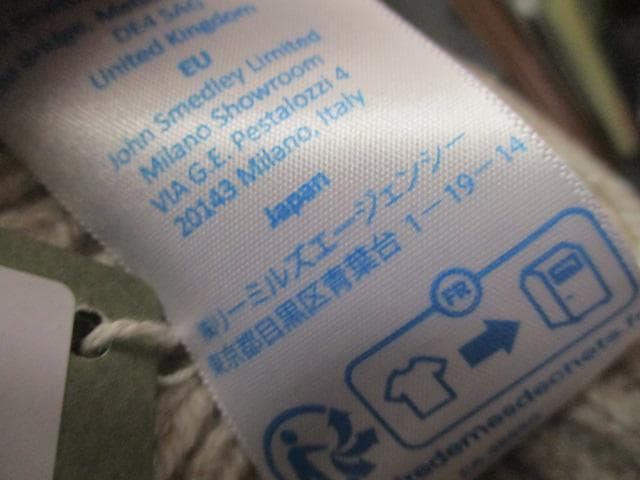 DE4 5AG
United Kingdom
EU
John Smedley Limited
Milano Showroom
VIA G.E. Pestalozzi 4
20143 Milano, Italy
Japan
㈱リーミルズエージェンシー
東京都目黒区青葉台 1－19－14
FR